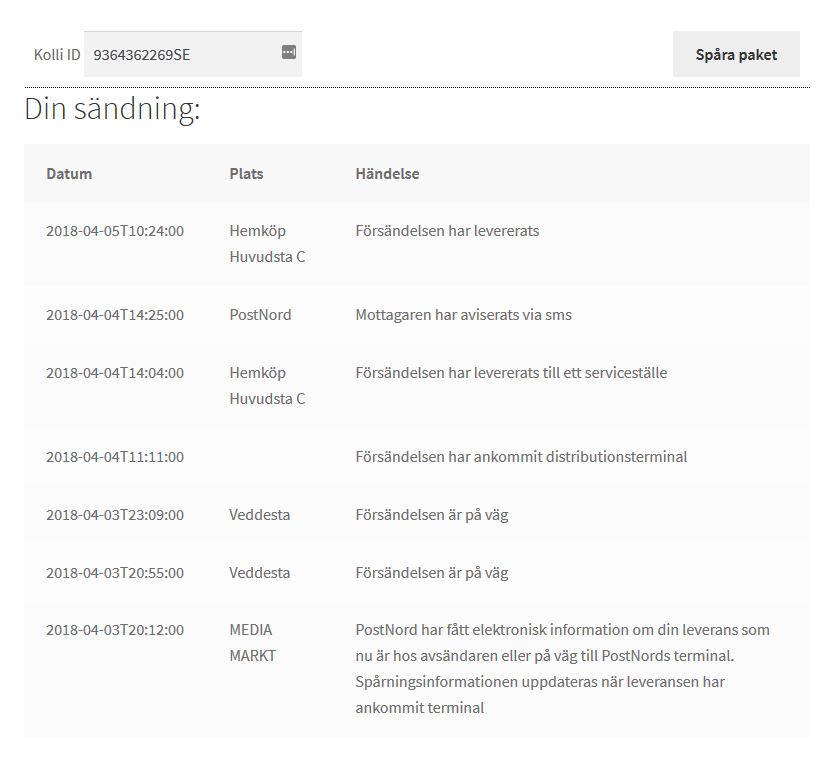 Kolli ID 9364362269SE Spåra paket
Din sändning:
Datum Plats Händelse
2018-04-05T10:24:00 Hemköp Försändelsen har levererats
Huvudsta C
2018-04-04T14:25:00 PostNord Mottagaren har aviserats via sms
2018-04-04T14:04:00 Hemköp Försändelsen har levererats till ett serviceställe
Huvudsta C
2018-04-04T11:11:00 Försändelsen har ankommit distributionsterminal
2018-04-03T23:09:00 Veddesta Försändelsen är på väg
2018-04-03T20:55:00 Veddesta Försändelsen är på väg
2018-04-03T20:12:00 MEDIA PostNord har fått elektronisk information om din leverans som
MARKT nu är hos avsändaren eller på väg till PostNords terminal.
Spårningsinformationen uppdateras när leveransen har
ankommit terminal